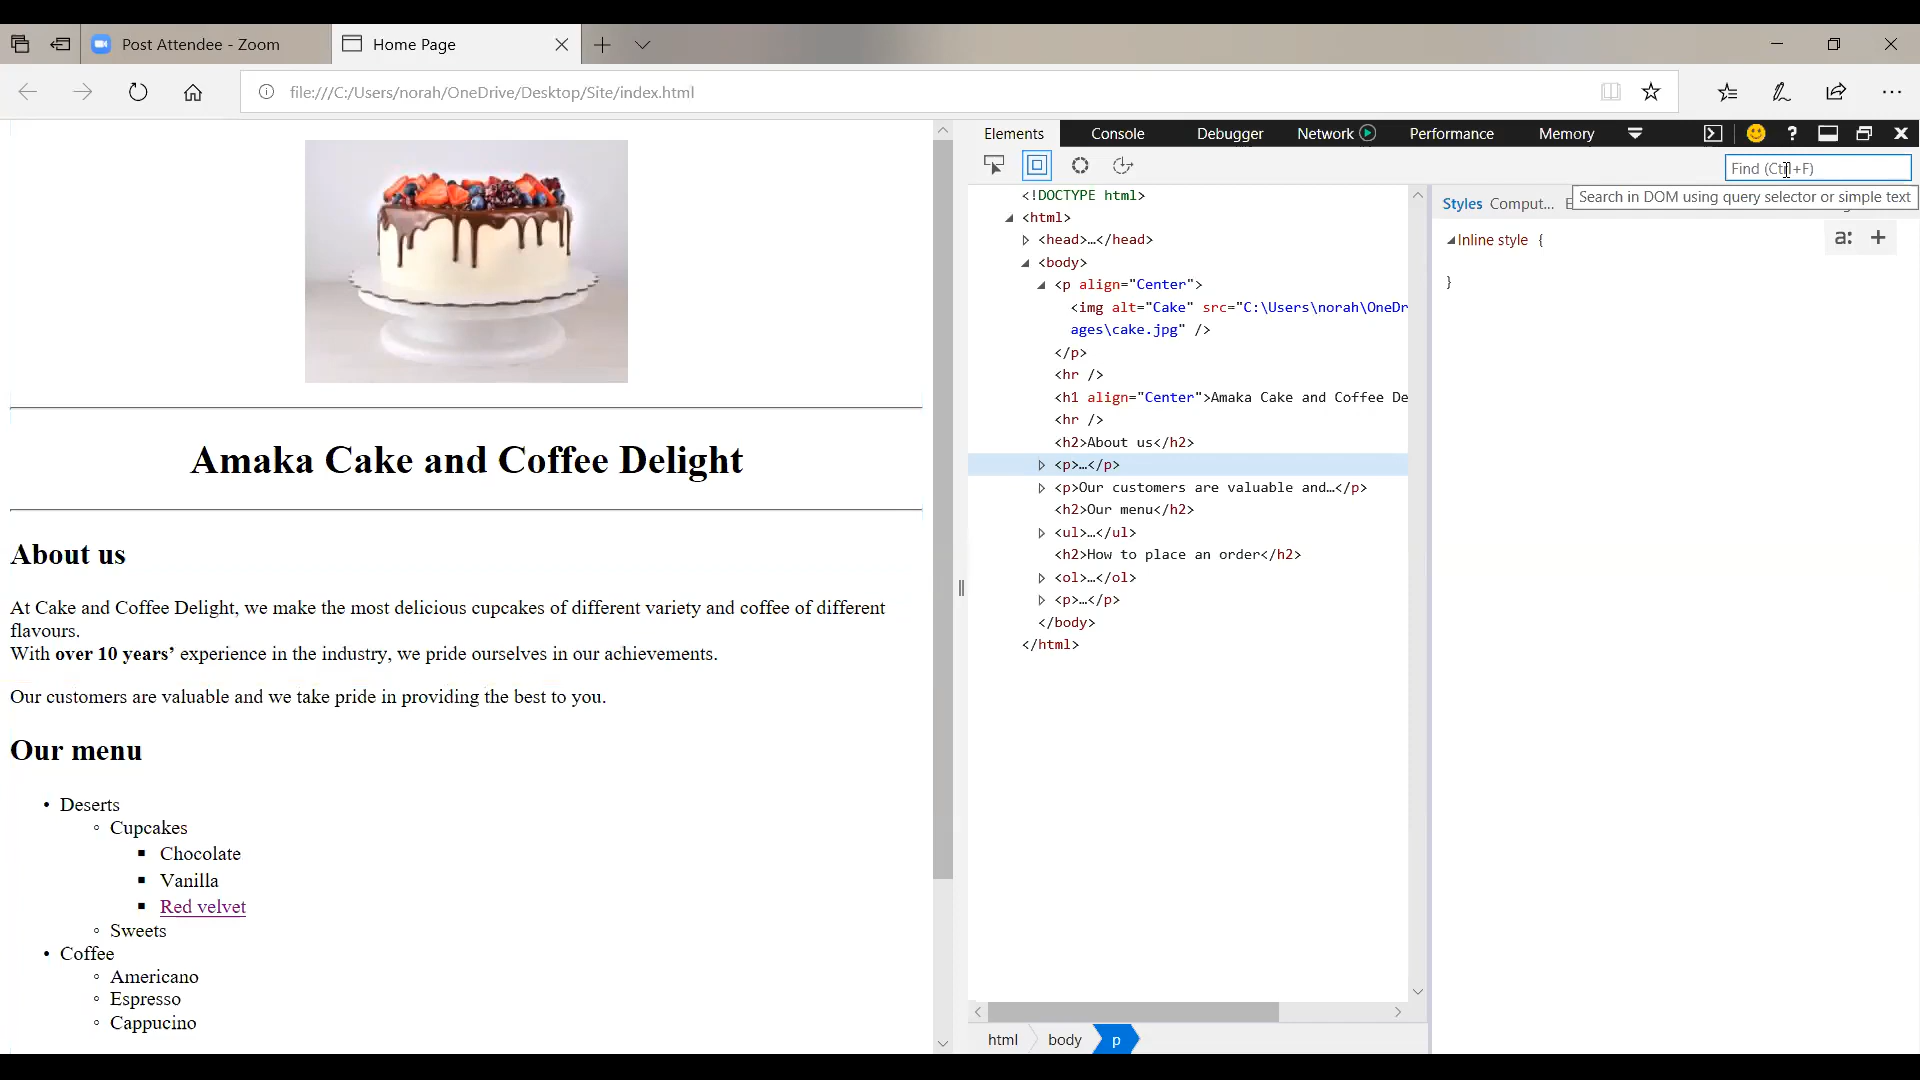 Post Attendee - Zoom
Home Page
file:///C:/Users/norah/OneDrive/Desktop/Site/index.html
Amaka Cake and Coffee Delight
About us
At Cake and Coffee Delight, we make the most delicious cupcakes of different variety and coffee of different
flavours.
With over 10 years’ experience in the industry, we pride ourselves in our achievements.
Our customers are valuable and we take pride in providing the best to you.
Our menu
• Deserts
◦ Cupcakes
▪ Chocolate
▪ Vanilla
▪ Red velvet
◦ Sweets
• Coffee
◦ Americano
◦ Espresso
◦ Cappucino
Elements Console Debugger Network Performance Memory ?
Find (Ctrl+F)
Search in DOM using query selector or simple text
<!DOCTYPE html>
<html>
<head>…</head>
<body>
<p align="Center">
<img alt="Cake" src="C:\Users\norah\OneDr
ages\cake.jpg" />
</p>
<hr />
<h1 align="Center">Amaka Cake and Coffee De
<hr />
<h2>About us</h2>
<p>…</p>
<p>Our customers are valuable and…</p>
<h2>Our menu</h2>
<ul>…</ul>
<h2>How to place an order</h2>
<ol>…</ol>
<p>…</p>
</body>
</html>
html body p
Styles Comput...
Inline style {
}
a: +